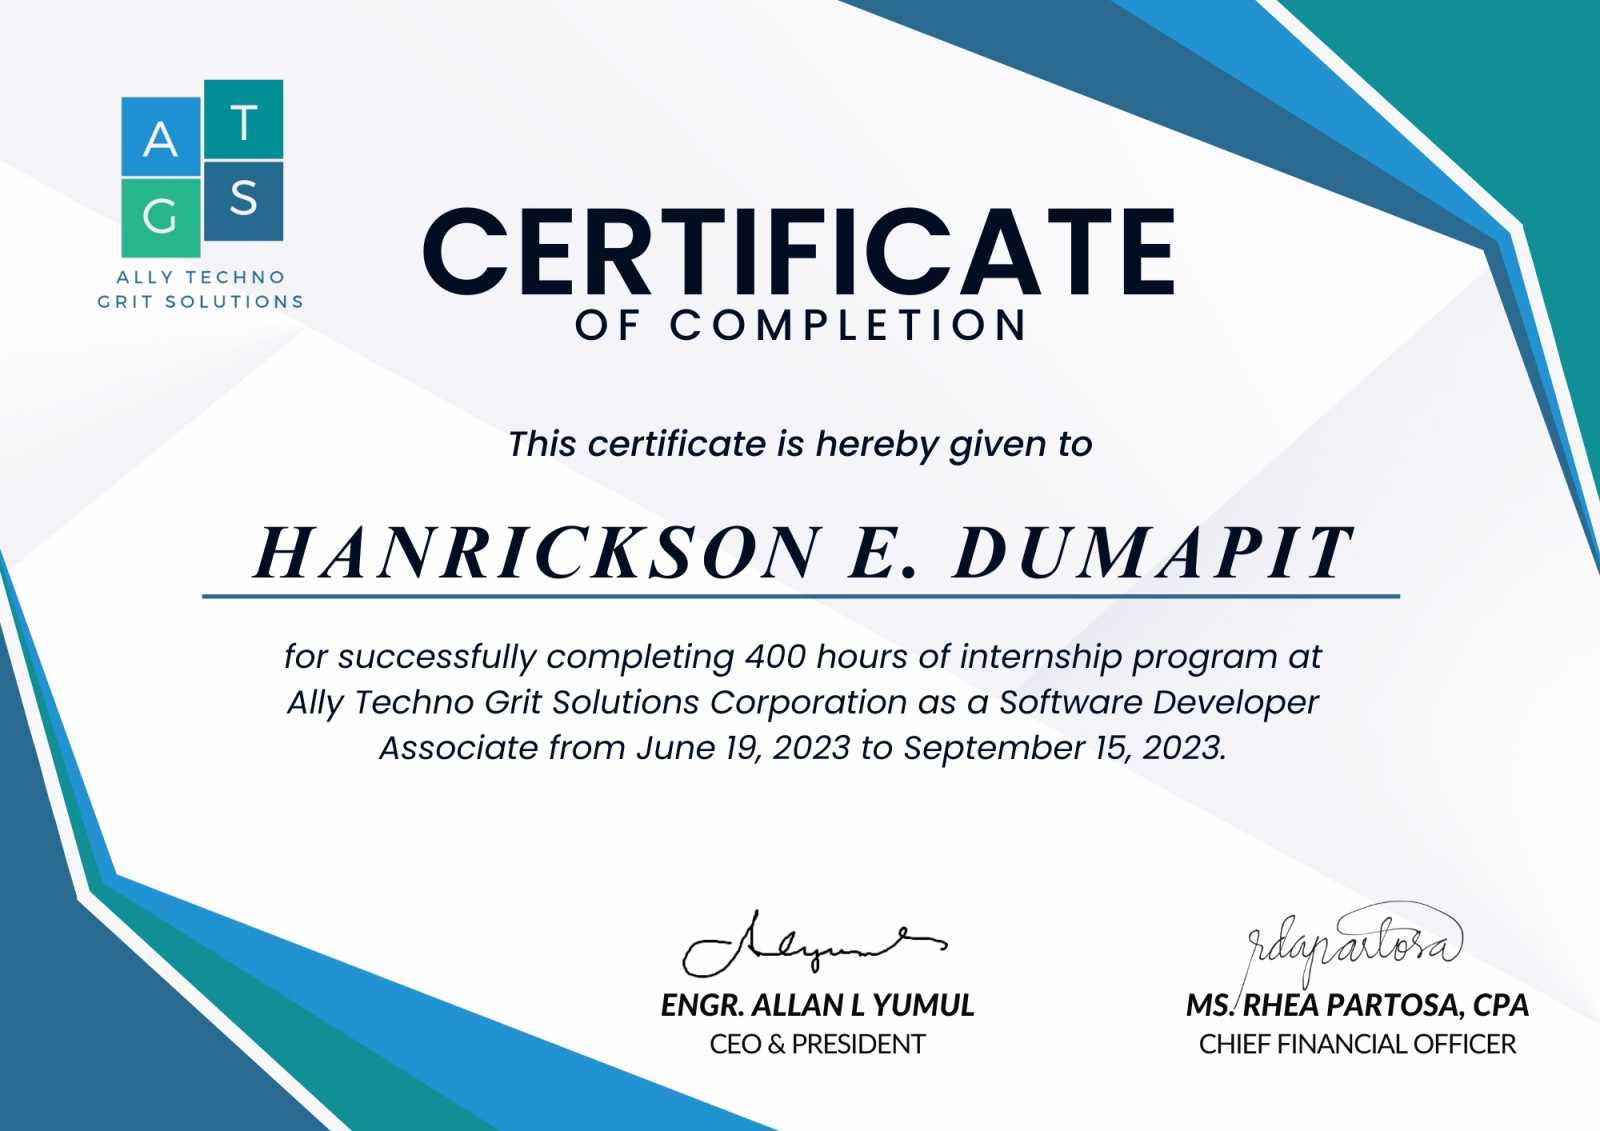 A
T
G
S
ALLY TECHNO
GRIT SOLUTIONS
CERTIFICATE
OF COMPLETION
This certificate is hereby given to
HANRICKSON E. DUMAPIT
for successfully completing 400 hours of internship program at
Ally Techno Grit Solutions Corporation as a Software Developer
Associate from June 19, 2023 to September 15, 2023.
rdapartosa
ENGR. ALLAN L YUMUL
MS. RHEA PARTOSA, CPA
CEO & PRESIDENT
CHIEF FINANCIAL OFFICER